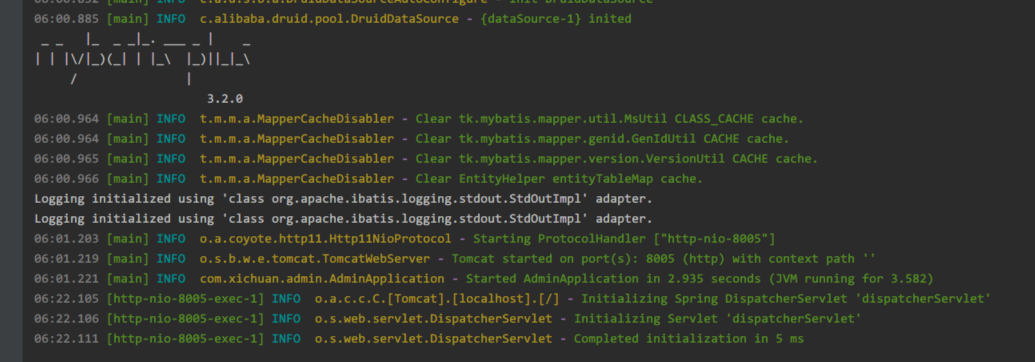 06:00.885 [main] INFO  c.alibaba.druid.pool.DruidDataSource - {dataSource-1} inited
 _ _   |_  _ _|_. ___ _ |    _
| | |\/|_)(_| | |_\  |_)||_|_\
     /               |
                        3.2.0
06:00.964 [main] INFO  t.m.m.a.MapperCacheDisabler - Clear tk.mybatis.mapper.util.MsUtil CLASS_CACHE cache.
06:00.964 [main] INFO  t.m.m.a.MapperCacheDisabler - Clear tk.mybatis.mapper.genid.GenIdUtil CACHE cache.
06:00.965 [main] INFO  t.m.m.a.MapperCacheDisabler - Clear tk.mybatis.mapper.version.VersionUtil CACHE cache.
06:00.966 [main] INFO  t.m.m.a.MapperCacheDisabler - Clear EntityHelper entityTableMap cache.
Logging initialized using 'class org.apache.ibatis.logging.stdout.StdOutImpl' adapter.
Logging initialized using 'class org.apache.ibatis.logging.stdout.StdOutImpl' adapter.
06:01.203 [main] INFO  o.a.coyote.http11.Http11NioProtocol - Starting ProtocolHandler ["http-nio-8005"]
06:01.219 [main] INFO  o.s.b.w.e.tomcat.TomcatWebServer - Tomcat started on port(s): 8005 (http) with context path ''
06:01.221 [main] INFO  com.xichuan.admin.AdminApplication - Started AdminApplication in 2.935 seconds (JVM running for 3.582)
06:22.105 [http-nio-8005-exec-1] INFO  o.a.c.c.C.[Tomcat].[localhost].[/] - Initializing Spring DispatcherServlet 'dispatcherServlet'
06:22.106 [http-nio-8005-exec-1] INFO  o.s.web.servlet.DispatcherServlet - Initializing Servlet 'dispatcherServlet'
06:22.111 [http-nio-8005-exec-1] INFO  o.s.web.servlet.DispatcherServlet - Completed initialization in 5 ms